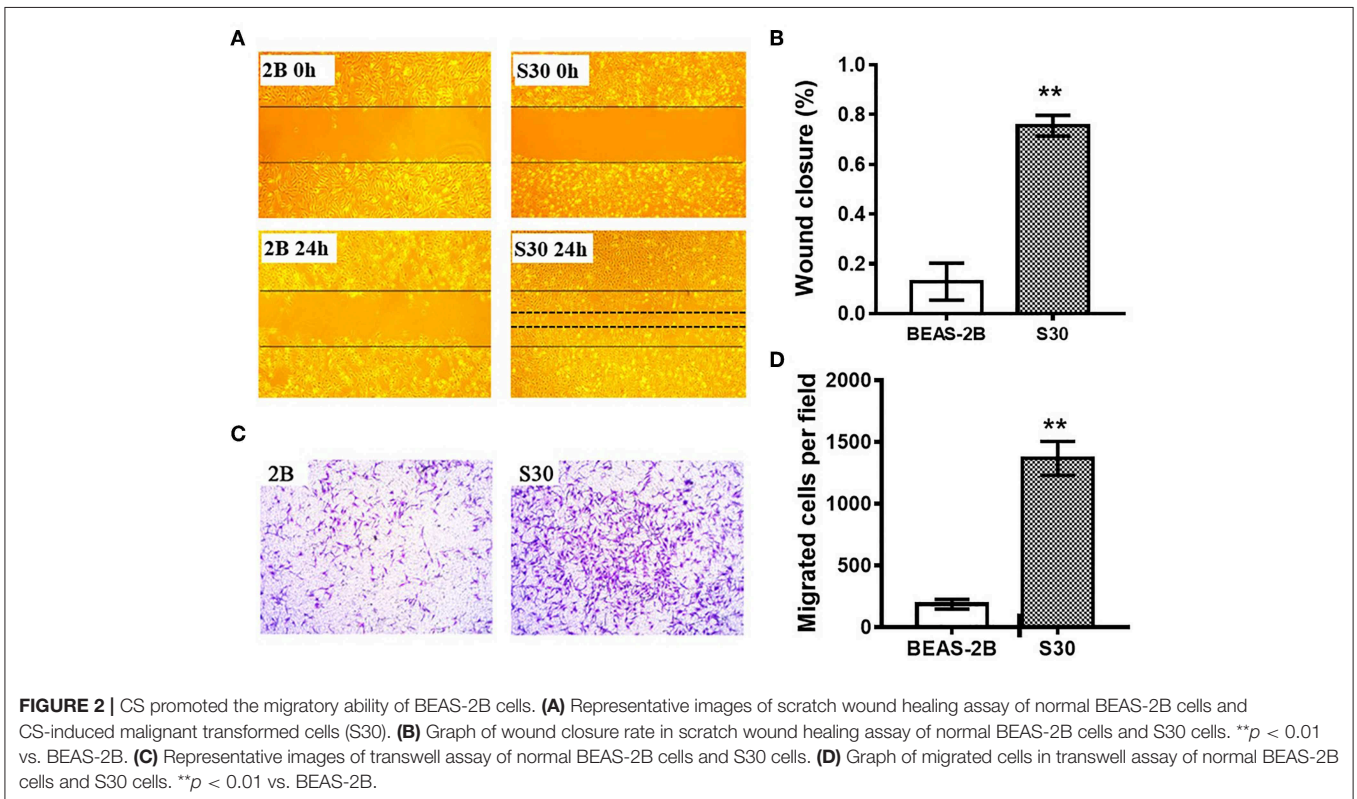 A
2B 0h
S30 0h
2B 24h
S30 24h
B
Wound closure (%)
1.0
0.8
0.6
0.4
0.2
0.0
**
BEAS-2B
S30
C
2B
S30
D
Migrated cells per field
2000
1500
1000
500
0
**
BEAS-2B
S30
FIGURE 2 | CS promoted the migratory ability of BEAS-2B cells. (A) Representative images of scratch wound healing assay of normal BEAS-2B cells and
CS-induced malignant transformed cells (S30). (B) Graph of wound closure rate in scratch wound healing assay of normal BEAS-2B cells and S30 cells. **p < 0.01
vs. BEAS-2B. (C) Representative images of transwell assay of normal BEAS-2B cells and S30 cells. (D) Graph of migrated cells in transwell assay of normal BEAS-2B
cells and S30 cells. **p < 0.01 vs. BEAS-2B.